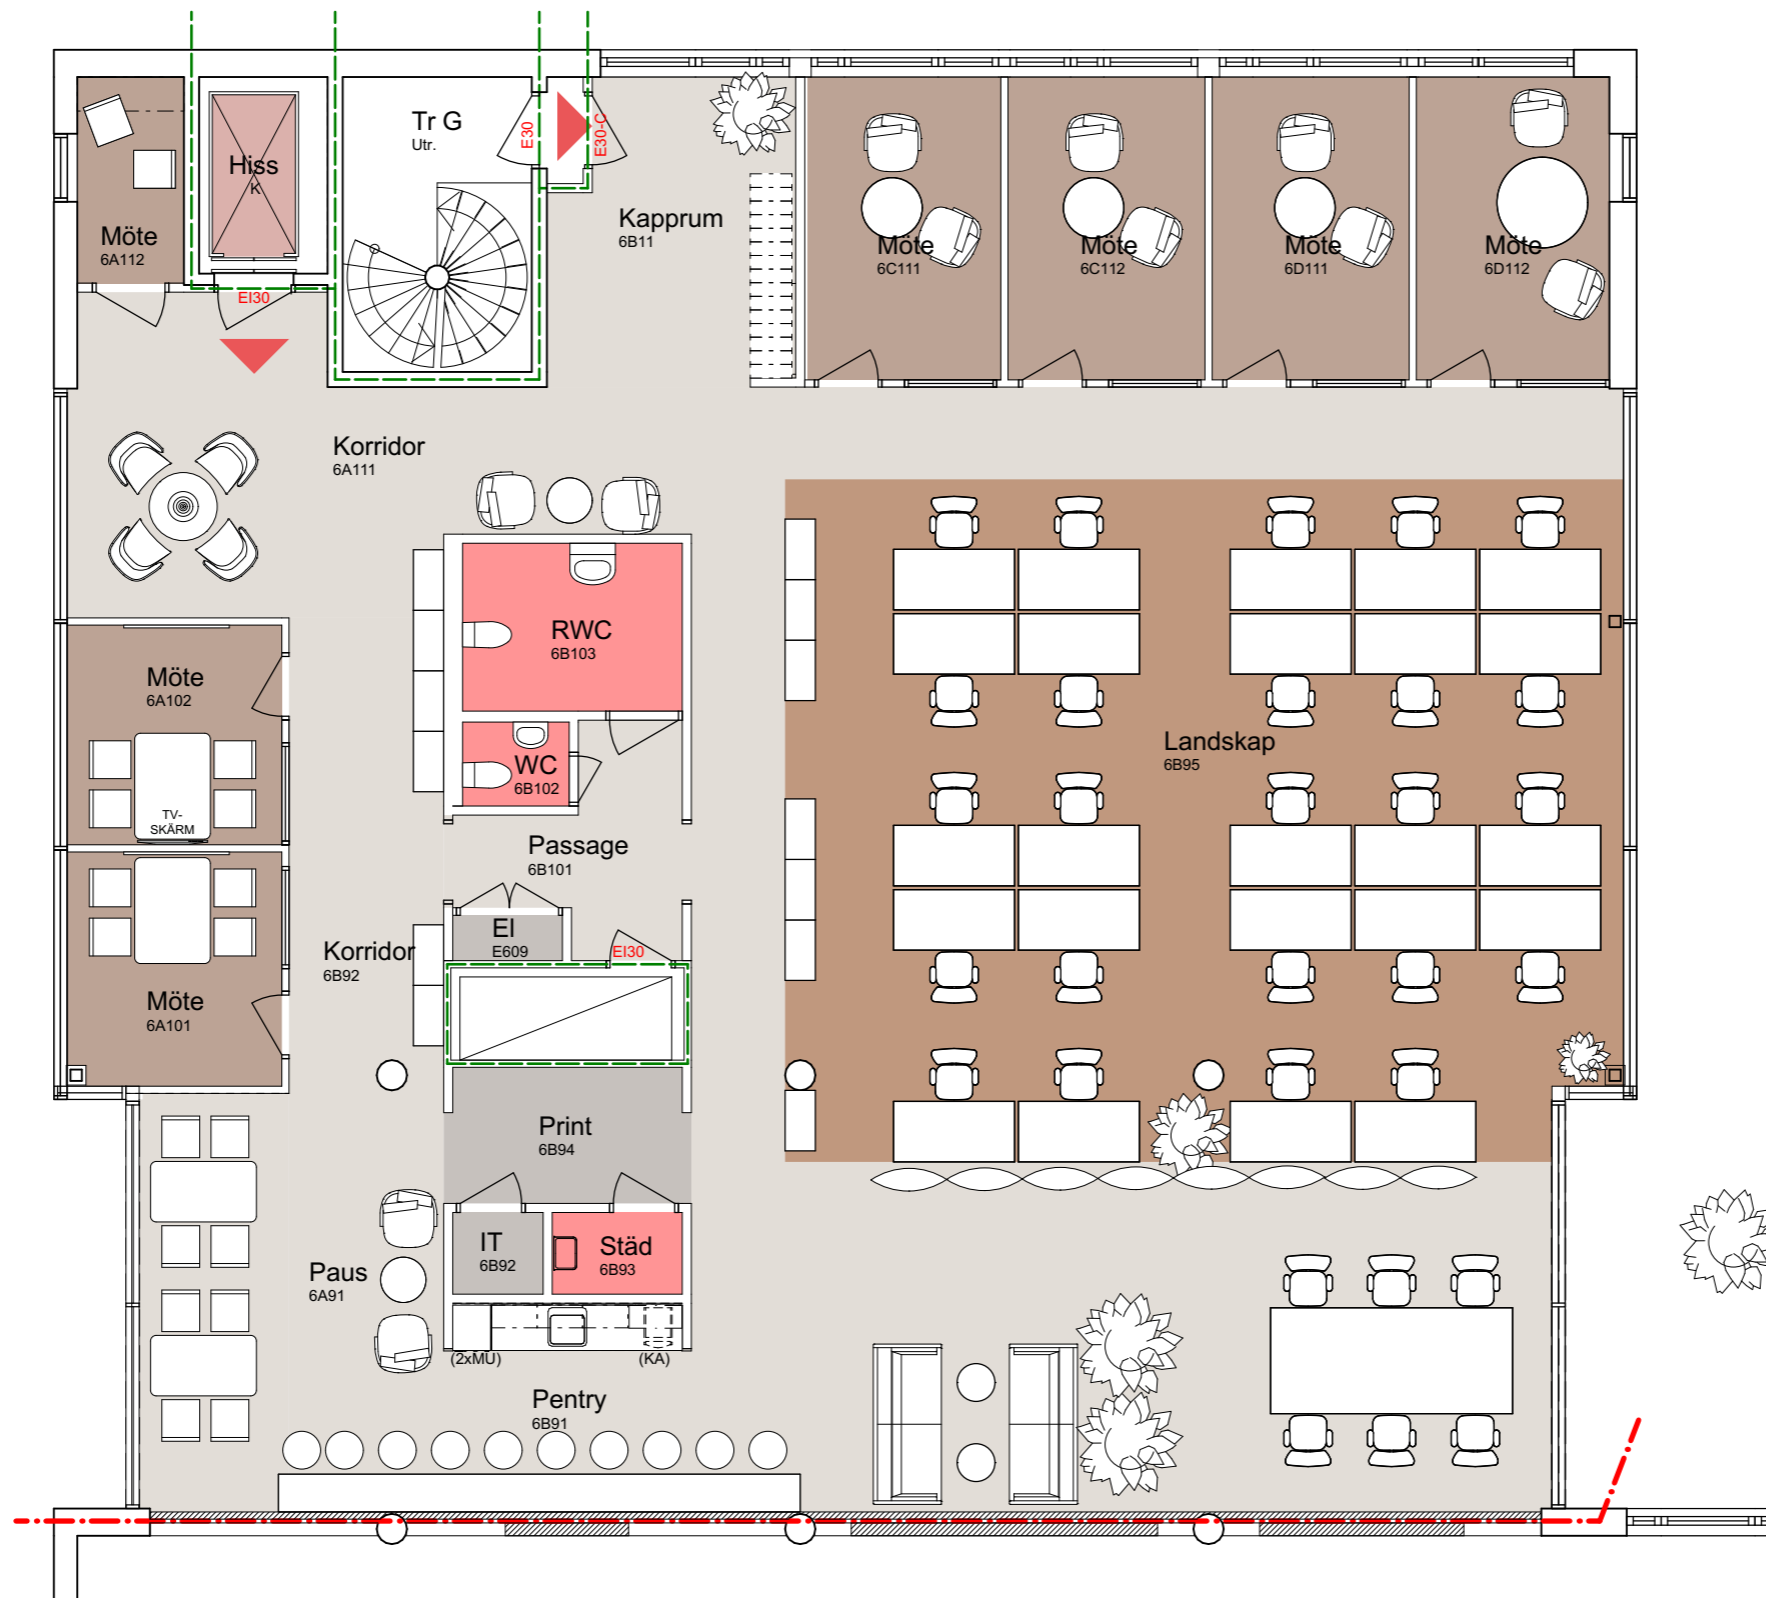 Tr G
Utr.
E30
E30-C
Hiss
K
EI30
Möte
6A112
Kapprum
6B11
Möte
6C111
Möte
6C112
Möte
6D111
Möte
6D112
Korridor
6A111
RWC
6B103
Möte
6A102
WC
6B102
Landskap
6B95
TV-
SKÄRM
Passage
6B101
El
E609
EI30
Korridor
6B92
Möte
6A101
Print
6B94
IT
6B92
Städ
6B93
Paus
6A91
(2xMU)
(KA)
Pentry
6B91